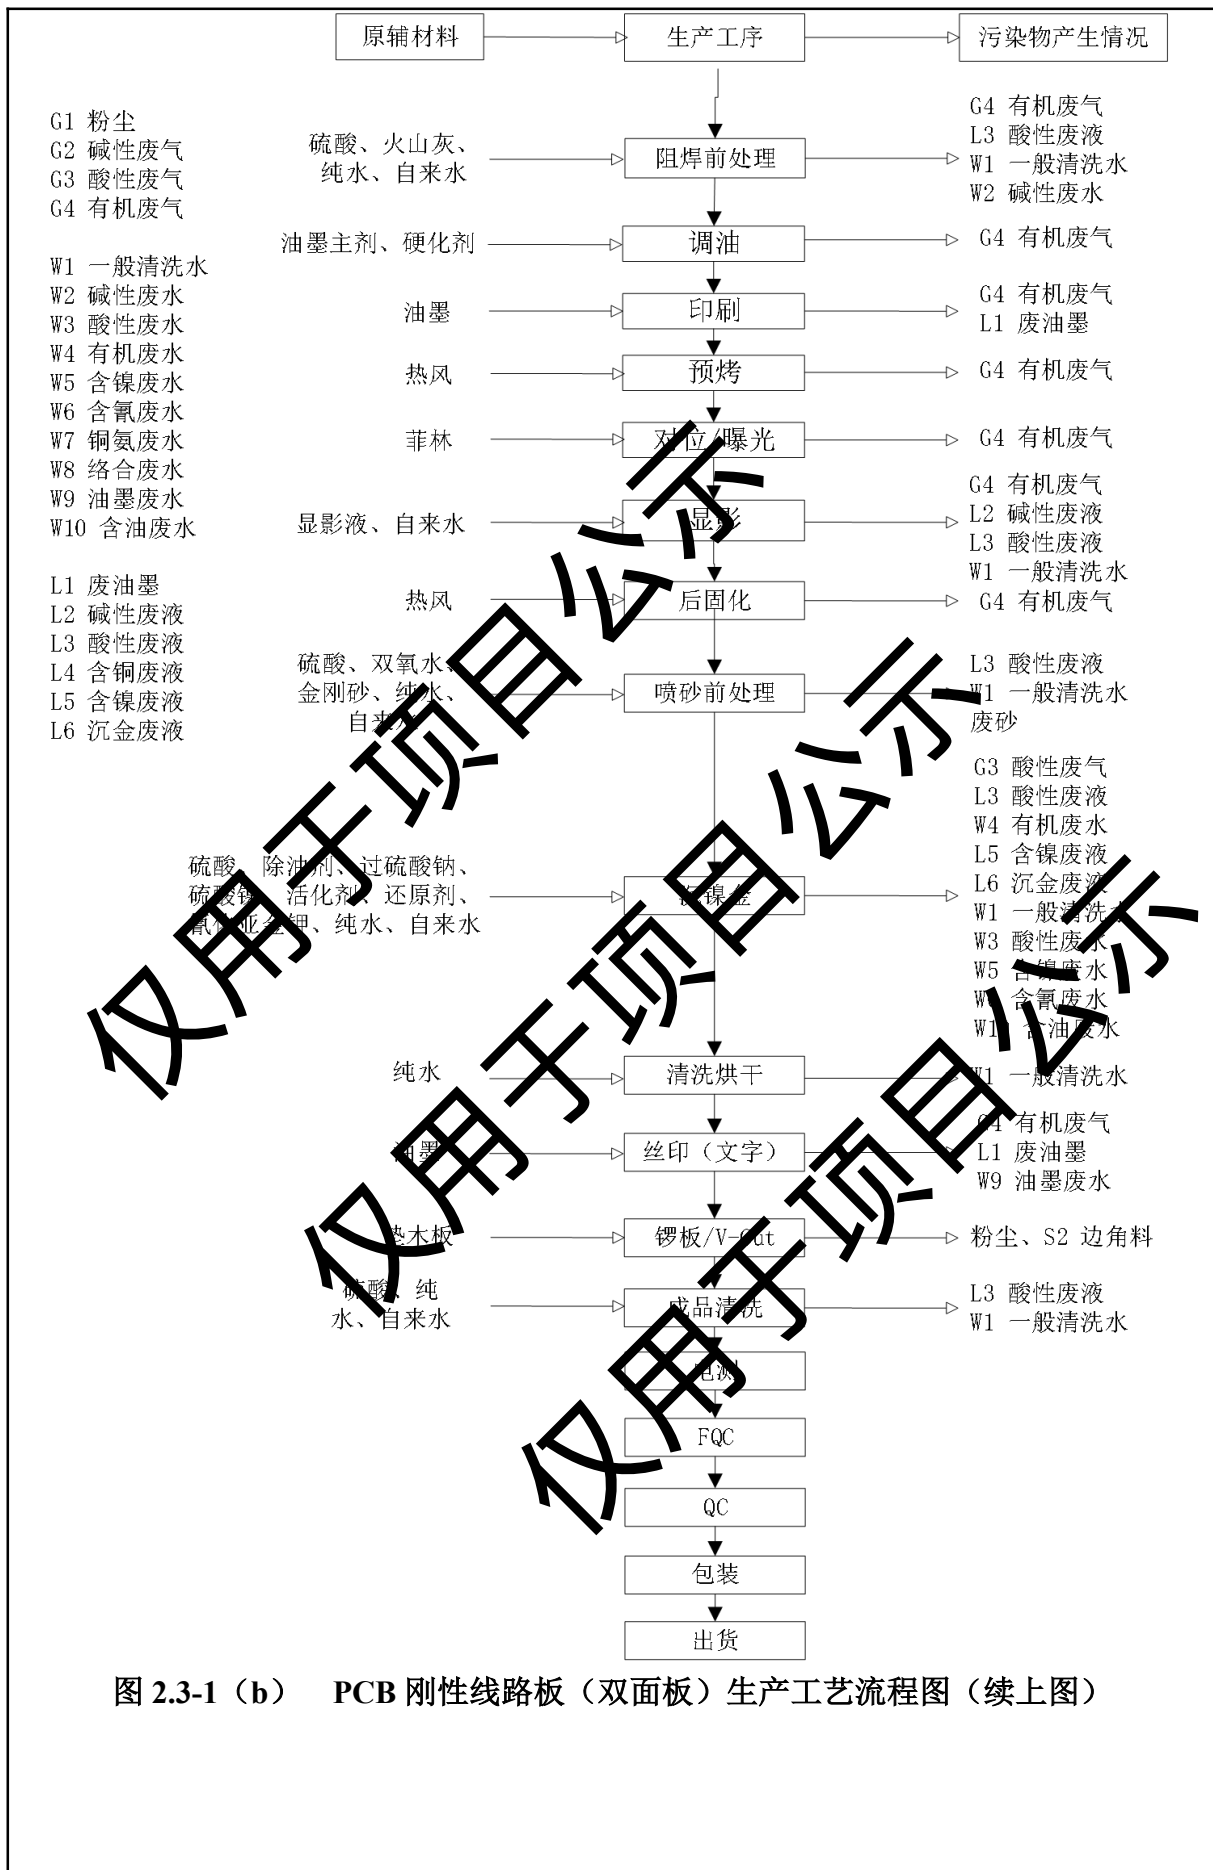 原辅材料
生产工序
污染物产生情况
G1 粉尘
G2 碱性废气
G3 酸性废气
G4 有机废气
W1 一般清洗水
W2 碱性废水
W3 酸性废水
W4 有机废水
W5 含镍废水
W6 含氰废水
W7 铜氨废水
W8 络合废水
W9 油墨废水
W10 含油废水
L1 废油墨
L2 碱性废液
L3 酸性废液
L4 含铜废液
L5 含镍废液
L6 沉金废液
硫酸、火山灰、
纯水、自来水
阻焊前处理
G4 有机废气
L3 酸性废液
W1 一般清洗水
W2 碱性废水
油墨主剂、硬化剂
调油
G4 有机废气
油墨
印刷
G4 有机废气
L1 废油墨
热风
预烤
G4 有机废气
菲林
对位/曝光
G4 有机废气
显影液、自来水
显影
G4 有机废气
L2 碱性废液
L3 酸性废液
W1 一般清洗水
热风
后固化
G4 有机废气
硫酸、双氧水、
金刚砂、纯水、
自来水
喷砂前处理
L3 酸性废液
W1 一般清洗水
废砂
硫酸、除油剂、过硫酸钠、
硫酸镍、活化剂、还原剂、
氰化亚金钾、纯水、自来水
沉镍金
G3 酸性废气
L3 酸性废液
W4 有机废水
L5 含镍废液
L6 沉金废液
W1 一般清洗水
W3 酸性废水
W5 含镍废水
W6 含氰废水
W10 含油废水
纯水
清洗烘干
W1 一般清洗水
油墨
丝印（文字）
G4 有机废气
L1 废油墨
W9 油墨废水
垫木板
锣板/V-Cut
粉尘、S2 边角料
硫酸、纯
水、自来水
成品清洗
L3 酸性废液
W1 一般清洗水
电测
FQC
QC
包装
出货
仅用于项目公示
仅用于项目公示
仅用于项目公示
图 2.3-1（b） PCB 刚性线路板（双面板）生产工艺流程图（续上图）